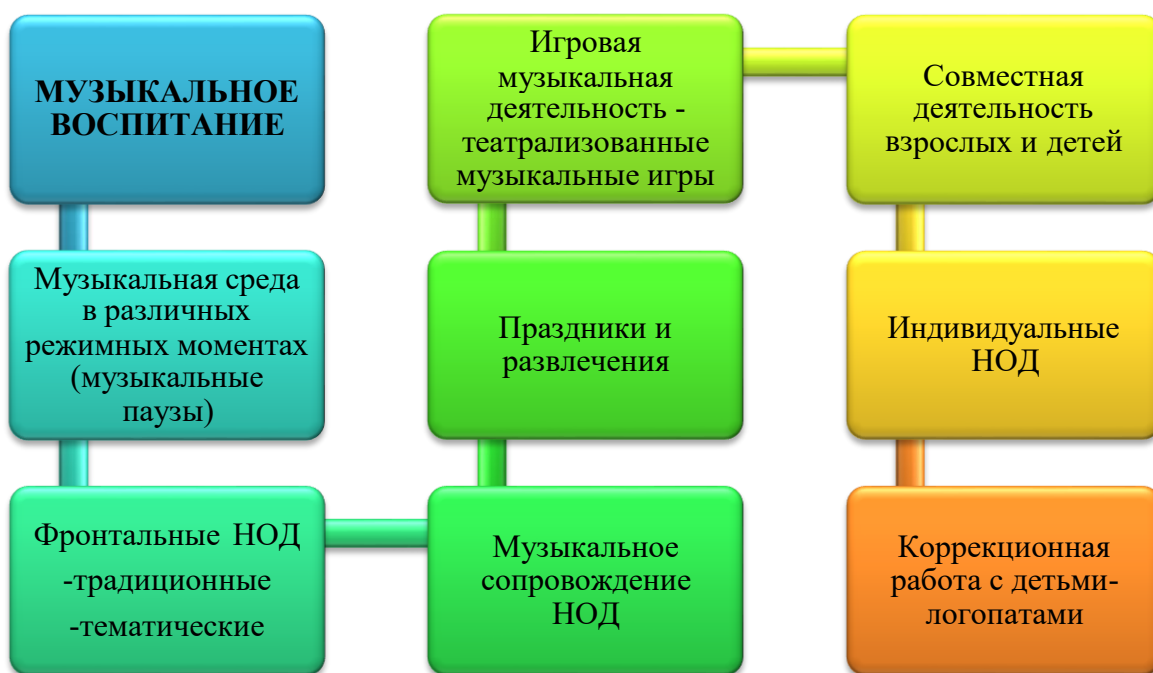 МУЗЫКАЛЬНОЕ
ВОСПИТАНИЕ
Музыкальная среда
в различных
режимных моментах
(музыкальные
паузы)
Фронтальные НОД
-традиционные
-тематические
Музыкальное
сопровождение
НОД
Праздники и
развлечения
Игровая
музыкальная
деятельность -
театрализованные
музыкальные игры
Совместная
деятельность
взрослых и детей
Индивидуальные
НОД
Коррекционная
работа с детьми-
логопатами